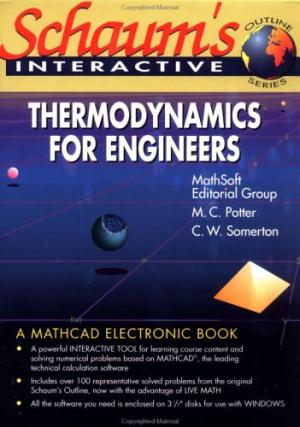 Schaum's
INTERACTIVE
OUTLINE
SERIES
THERMODYNAMICS
FOR ENGINEERS
MathSoft
Editorial Group
M. C. Potter
C. W. Somerton
A MATHCAD ELECTRONIC BOOK
• A powerful INTERACTIVE TOOL for learning course content and
solving numerical problems based on MATHCAD®, the leading
technical calculation software
• Includes over 100 representative solved problems from the original
Schaum's Outline, now with the advantage of LIVE MATH
• All the software you need is enclosed on 3 ½" disks for use with WINDOWS